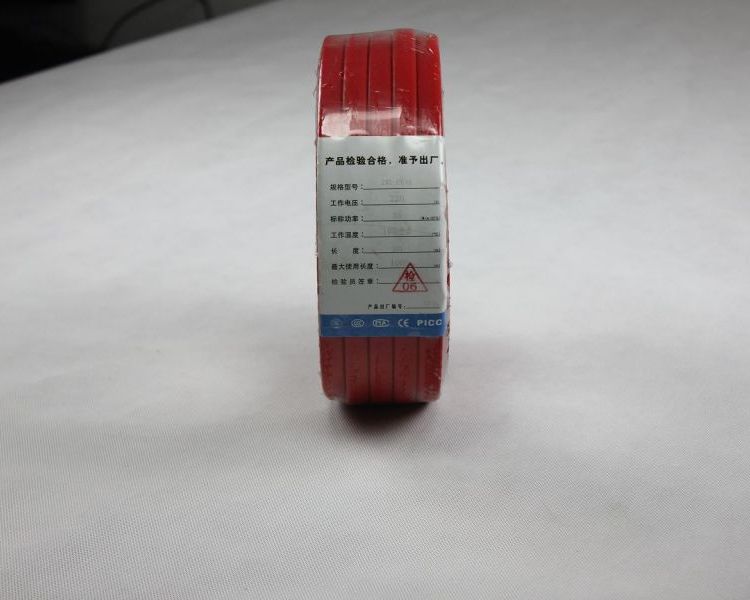 产品检验合格，准予出厂。
规格型号：
工作电压：220
标称功率：
工作温度：
长 度：
最大使用长度：
检验员签章：
检
06
产品出厂编号：
CE PICC